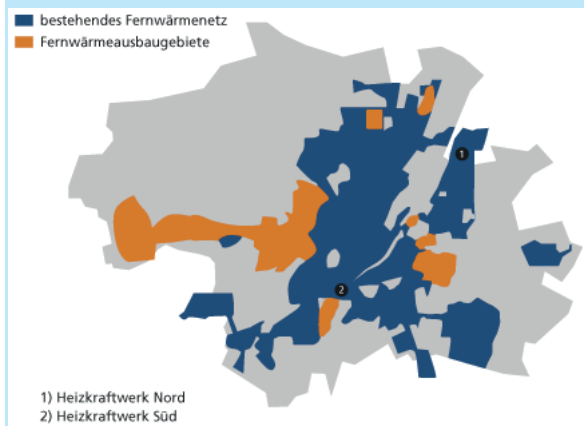 bestehendes Fernwärmenetz
Fernwärmeausbaugebiete
1
2
1) Heizkraftwerk Nord
2) Heizkraftwerk Süd